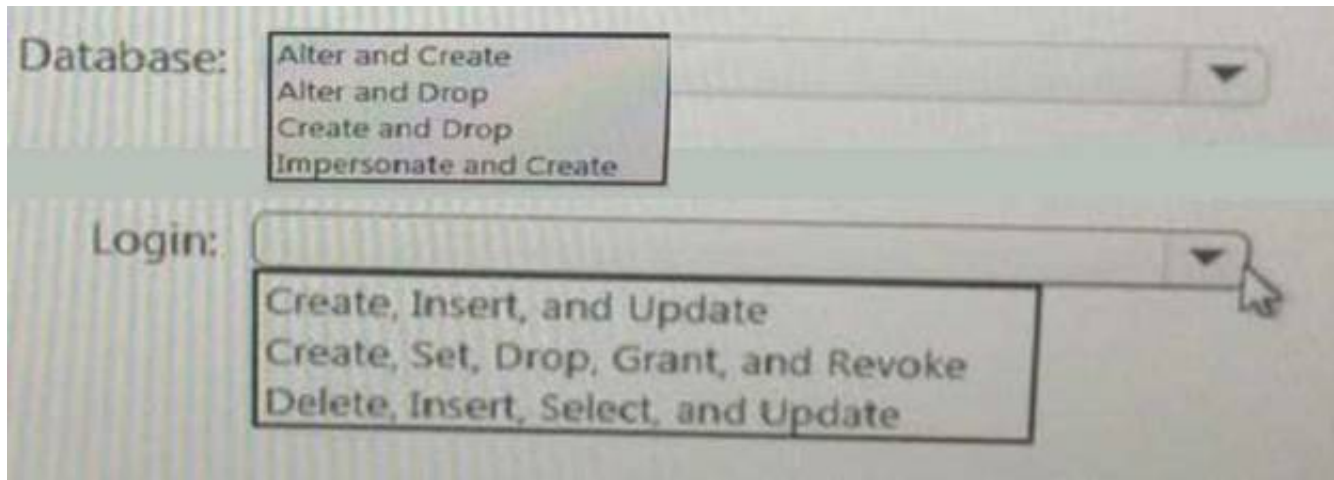 Database:
Alter and Create
Alter and Drop
Create and Drop
Impersonate and Create
Login:
Create, Insert, and Update
Create, Set, Drop, Grant, and Revoke
Delete, Insert, Select, and Update